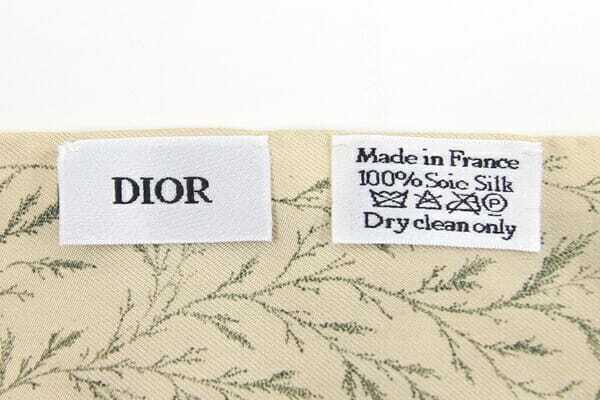 DIOR
Made in France
100% Soie Silk
P
Dry clean only